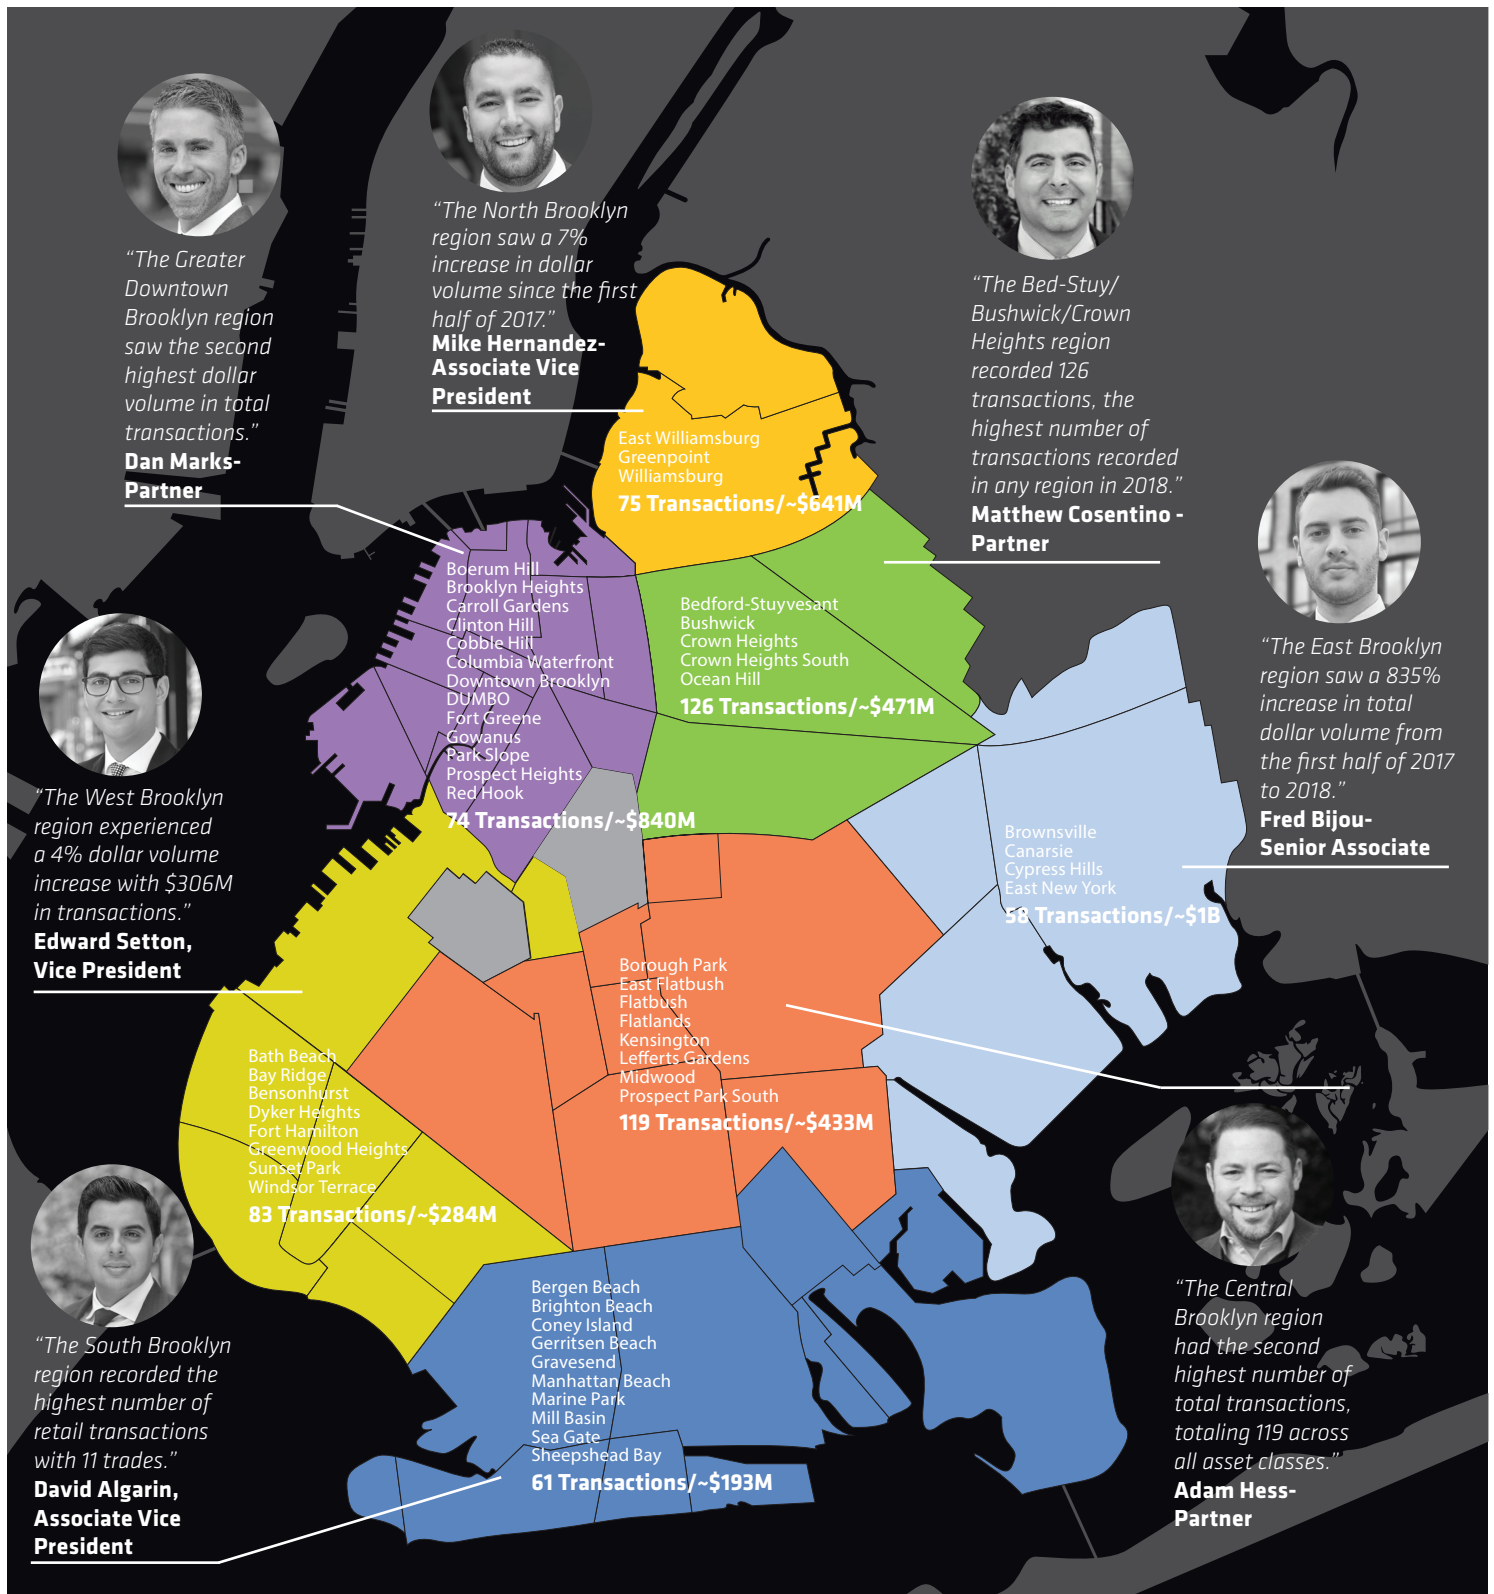 “The Greater
Downtown
Brooklyn region
saw the second
highest dollar
volume in total
transactions.”
Dan Marks-
Partner
“The North Brooklyn
region saw a 7%
increase in dollar
volume since the first
half of 2017.”
Mike Hernandez-
Associate Vice
President
“The Bed-Stuy/
Bushwick/Crown
Heights region
recorded 126
transactions, the
highest number of
transactions recorded
in any region in 2018.”
Matthew Cosentino -
Partner
East Williamsburg
Greenpoint
Williamsburg
75 Transactions/~$641M
Boerum Hill
Brooklyn Heights
Carroll Gardens
Clinton Hill
Cobble Hill
Columbia Waterfront
Downtown Brooklyn
DUMBO
Fort Greene
Gowanus
Park Slope
Prospect Heights
Red Hook
74 Transactions/~$840M
Bedford-Stuyvesant
Bushwick
Crown Heights
Crown Heights South
Ocean Hill
126 Transactions/~$471M
“The East Brooklyn
region saw a 835%
increase in total
dollar volume from
the first half of 2017
to 2018.”
Fred Bijou-
Senior Associate
“The West Brooklyn
region experienced
a 4% dollar volume
increase with $306M
in transactions.”
Edward Setton,
Vice President
Brownsville
Canarsie
Cypress Hills
East New York
58 Transactions/~$1B
Borough Park
East Flatbush
Flatbush
Flatlands
Kensington
Lefferts Gardens
Midwood
Prospect Park South
119 Transactions/~$433M
Bath Beach
Bay Ridge
Bensonhurst
Dyker Heights
Fort Hamilton
Greenwood Heights
Sunset Park
Windsor Terrace
83 Transactions/~$284M
“The South Brooklyn
region recorded the
highest number of
retail transactions
with 11 trades.”
David Algarin,
Associate Vice
President
Bergen Beach
Brighton Beach
Coney Island
Gerritsen Beach
Gravesend
Manhattan Beach
Marine Park
Mill Basin
Sea Gate
Sheepshead Bay
61 Transactions/~$193M
“The Central
Brooklyn region
had the second
highest number of
total transactions,
totaling 119 across
all asset classes.”
Adam Hess-
Partner